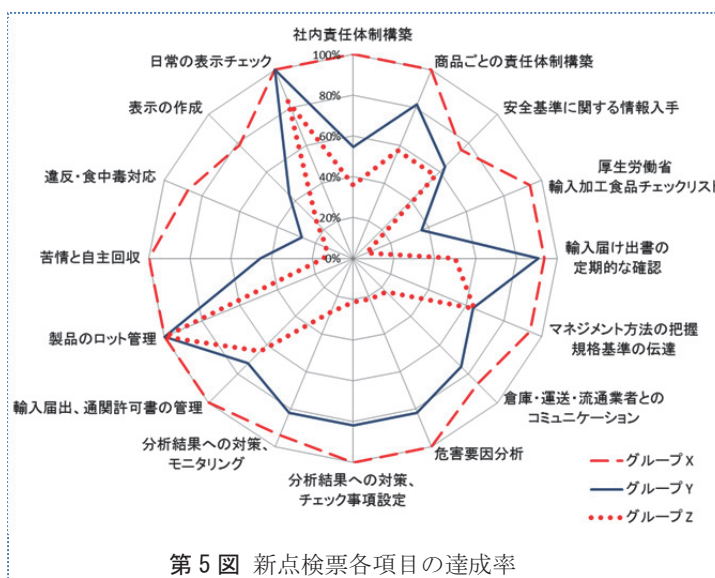 社内責任体制構築
日常の表示チェック
商品ごとの責任体制構築
表示の作成
安全基準に関する情報入手
違反・食中毒対応
厚生労働省
輸入加工食品チェックリスト
苦情と自主回収
輸入届け出書の
定期的な確認
製品のロット管理
マネジメント方法の把握
規格基準の伝達
輸入届出、通関許可書の管理
倉庫・運送・流通業者との
コミュニケーション
分析結果への対策、
モニタリング
危害要因分析
分析結果への対策、
チェック事項設定
100%
80%
60%
40%
20%
0%
グループX
グループY
グループZ
第5図 新点検票各項目の達成率